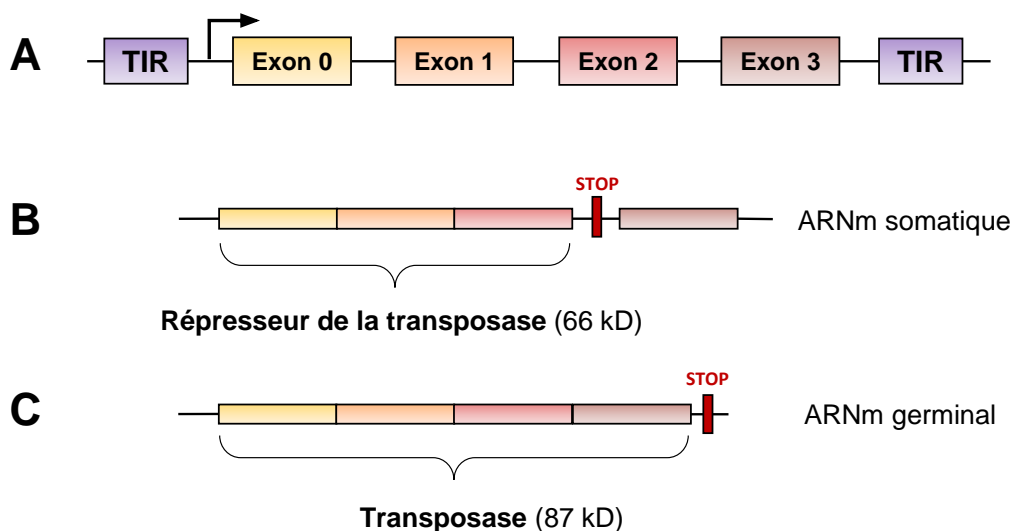 A
TIR Exon 0 Exon 1 Exon 2 Exon 3 TIR
STOP
B
ARNm somatique
Répresseur de la transposase (66 kD)
STOP
C
ARNm germinal
Transposase (87 kD)